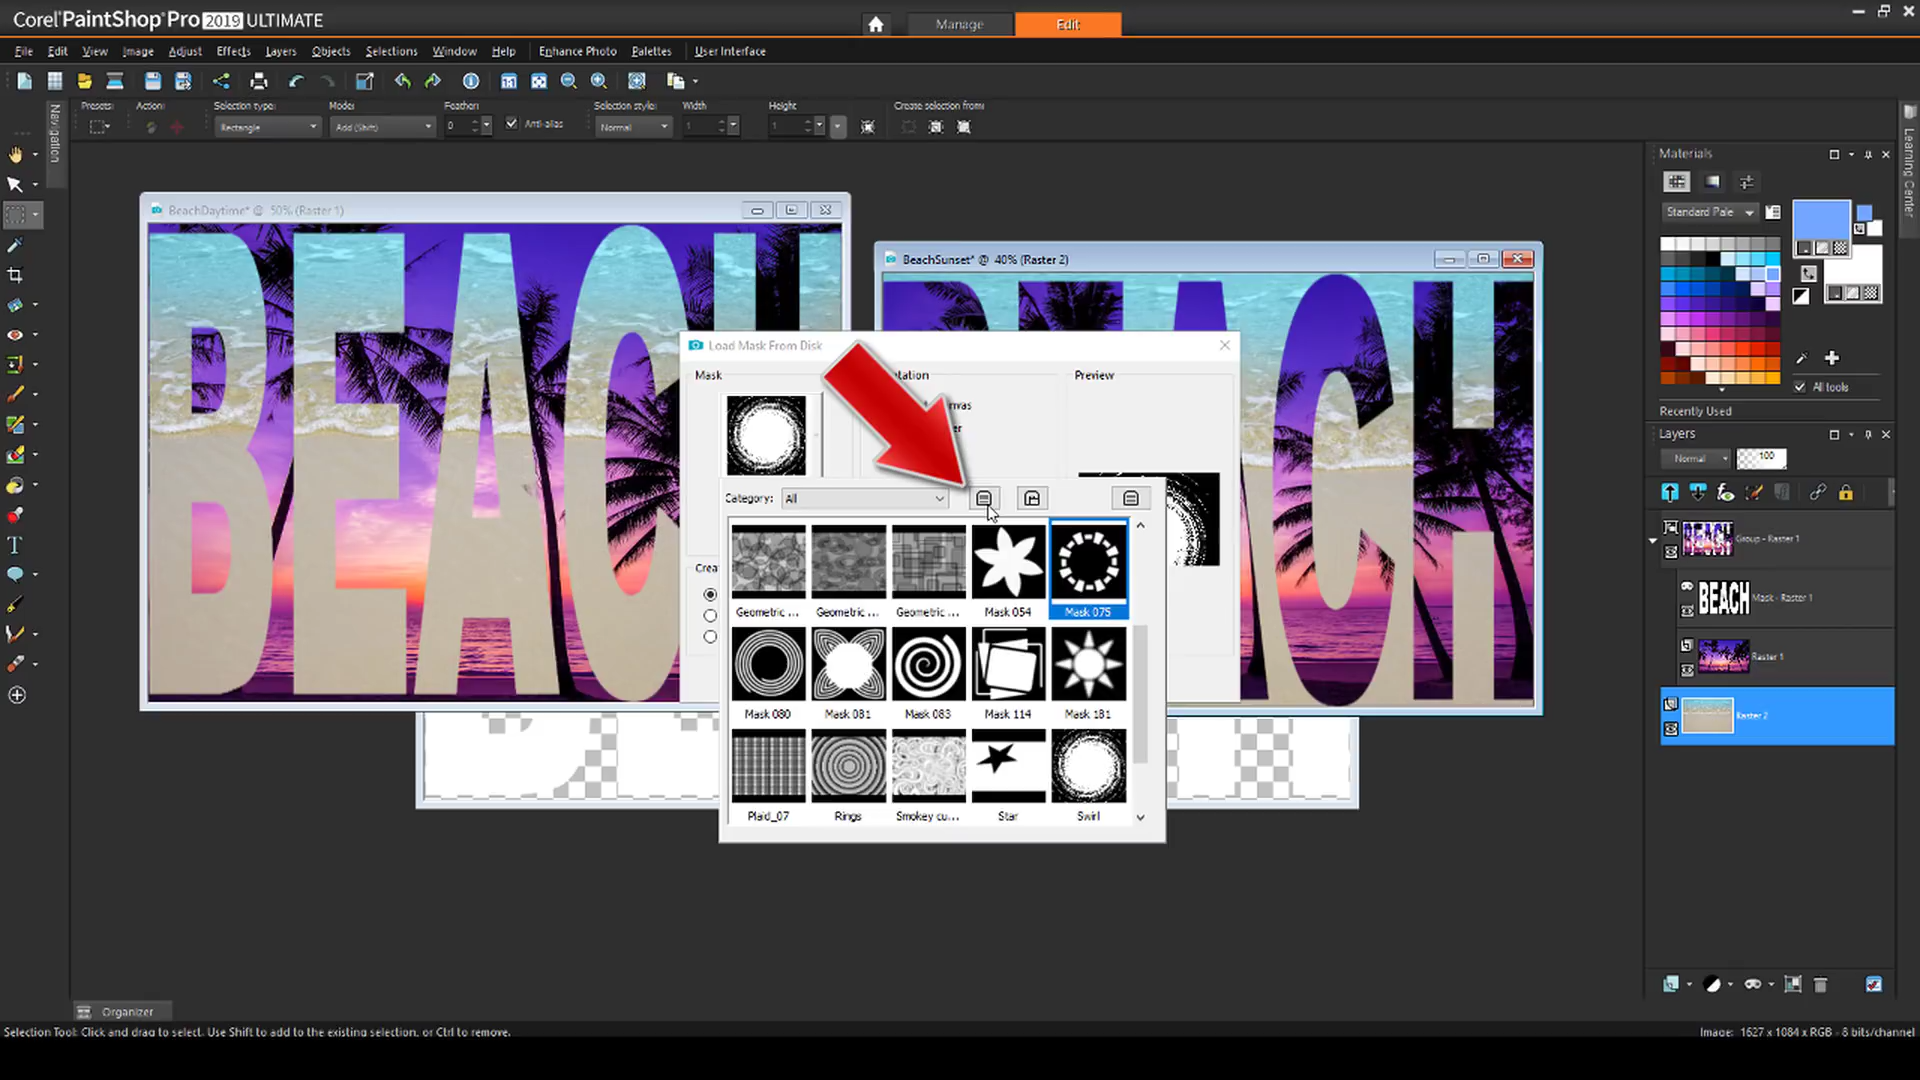 Corel PaintShop Pro 2019 ULTIMATE
Manage
Edit
File Edit View Image Adjust Effects Layers Objects Selections Window Help Enhance Photo Palettes User Interface
Presets: Action: Selection type: Mode: Feather: Selection style: Width Height Create selection from:
Rectangle Add (Shift) 0 Anti-alias Normal 1 1
Navigation
Learning Center
BeachDaytime* @ 50% (Raster 1)
BEACH
BeachSunset* @ 40% (Raster 2)
Load Mask From Disk
Mask
Preview
Category: All
Geometric ... Geometric ... Geometric ... Mask 054 Mask 075
Mask 080 Mask 081 Mask 083 Mask 114 Mask 181
Plaid_07 Rings Smokey cu... Star Swirl
Materials
Standard Pale
All tools
Recently Used
Layers
Normal 100
Group - Raster 1
BEACH Mask - Raster 1
Raster 1
Raster 2
Organizer
Selection Tool: Click and drag to select. Use Shift to add to the existing selection, or Ctrl to remove.
Image: 1627 x 1084 x RGB - 8 bits/channel